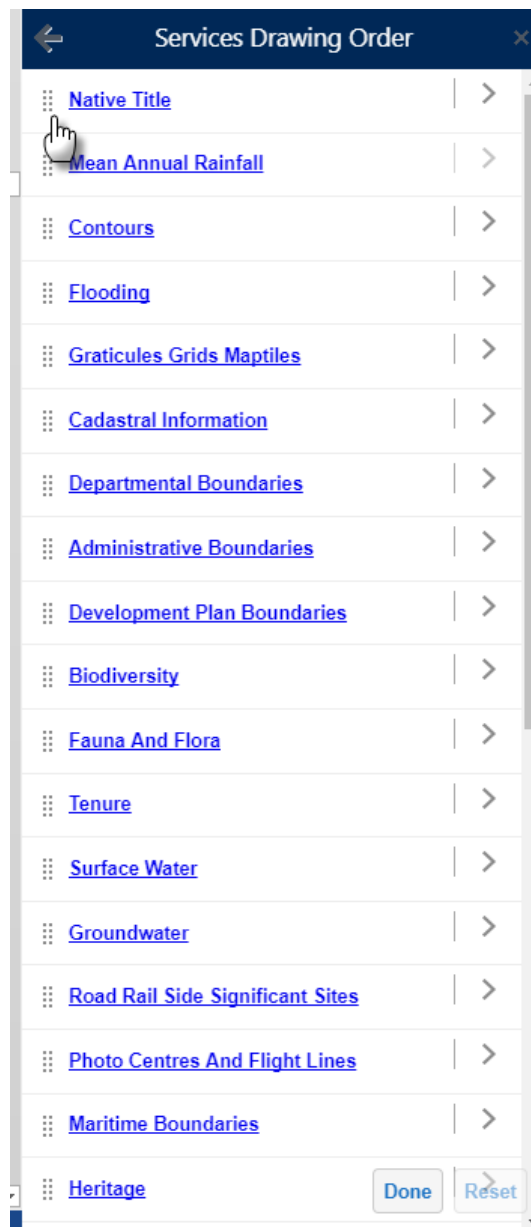 Services Drawing Order
Native Title
Mean Annual Rainfall
Contours
Flooding
Graticules Grids Maptiles
Cadastral Information
Departmental Boundaries
Administrative Boundaries
Development Plan Boundaries
Biodiversity
Fauna And Flora
Tenure
Surface Water
Groundwater
Road Rail Side Significant Sites
Photo Centres And Flight Lines
Maritime Boundaries
Heritage Done Reset